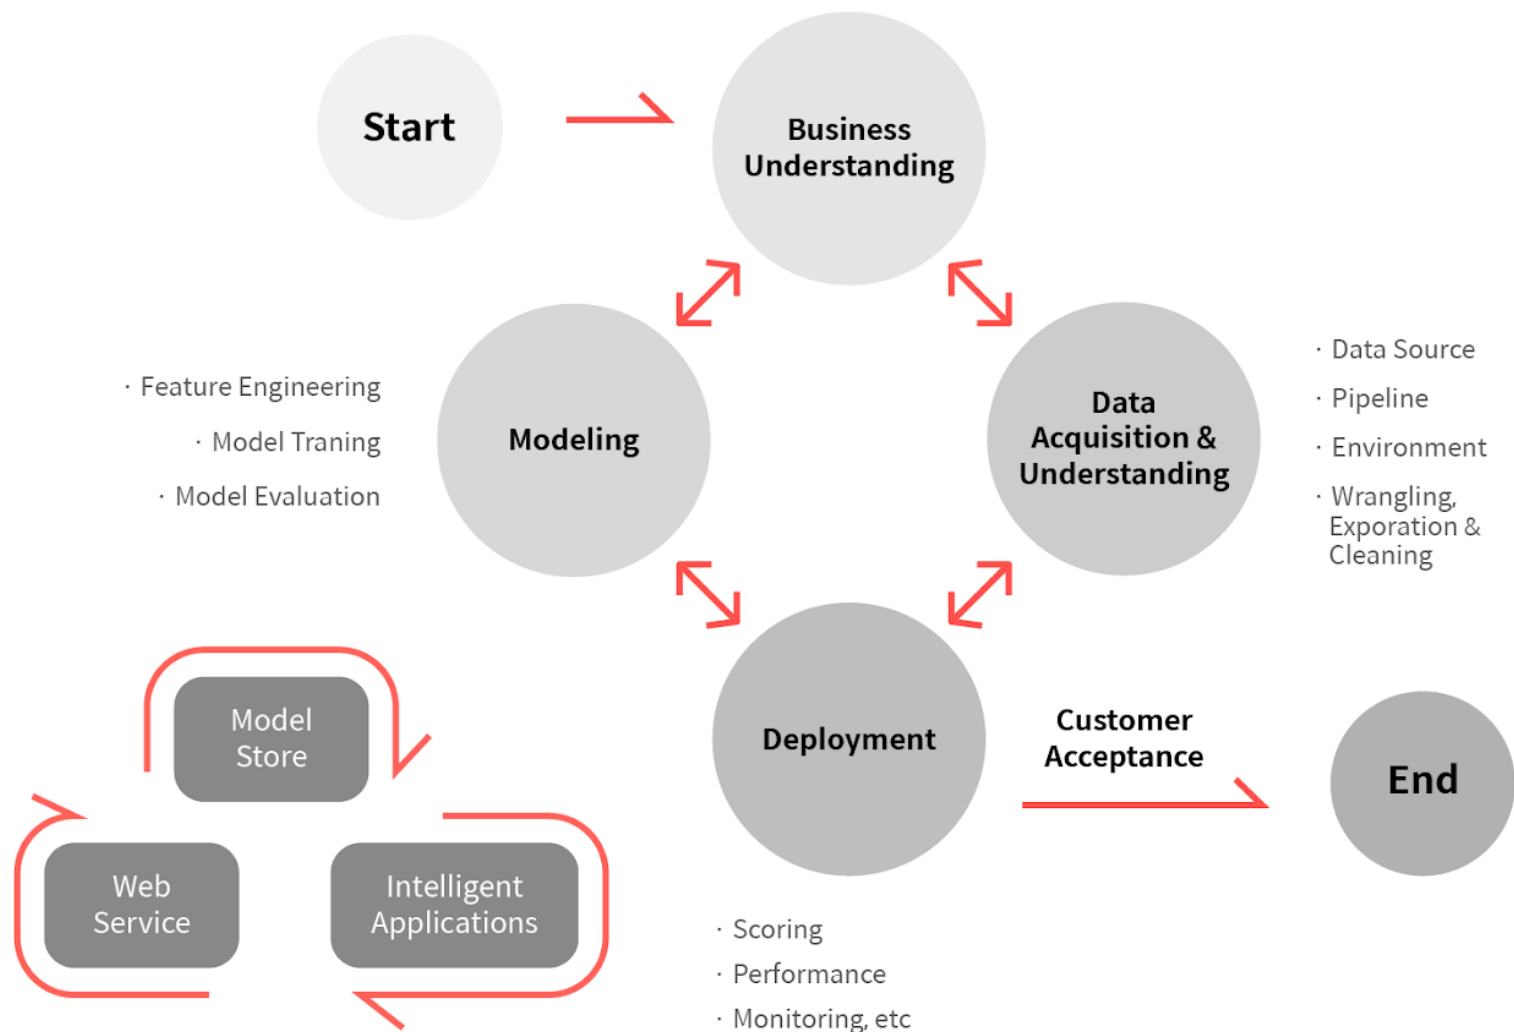 Start
Business
Understanding
· Feature Engineering
· Model Traning
· Model Evaluation
Modeling
Data
Acquisition &
Understanding
· Data Source
· Pipeline
· Environment
· Wrangling,
Exporation &
Cleaning
Model
Store
Web
Service
Intelligent
Applications
Deployment
Customer
Acceptance
End
· Scoring
· Performance
· Monitoring, etc